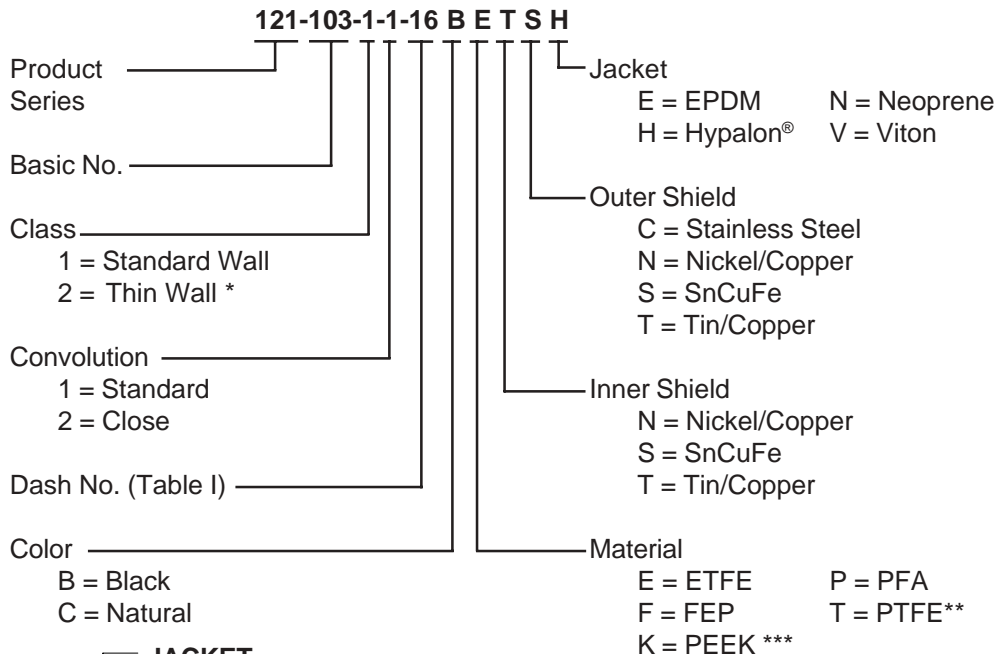 121-103-1-1-16 B E T S H
Product
Series
Basic No.
Class
1 = Standard Wall
2 = Thin Wall *
Convolution
1 = Standard
2 = Close
Dash No. (Table I)
Color
B = Black
C = Natural
Jacket
E = EPDM N = Neoprene
H = Hypalon® V = Viton
Outer Shield
C = Stainless Steel
N = Nickel/Copper
S = SnCuFe
T = Tin/Copper
Inner Shield
N = Nickel/Copper
S = SnCuFe
T = Tin/Copper
Material
E = ETFE P = PFA
F = FEP T = PTFE**
K = PEEK ***
JACKET